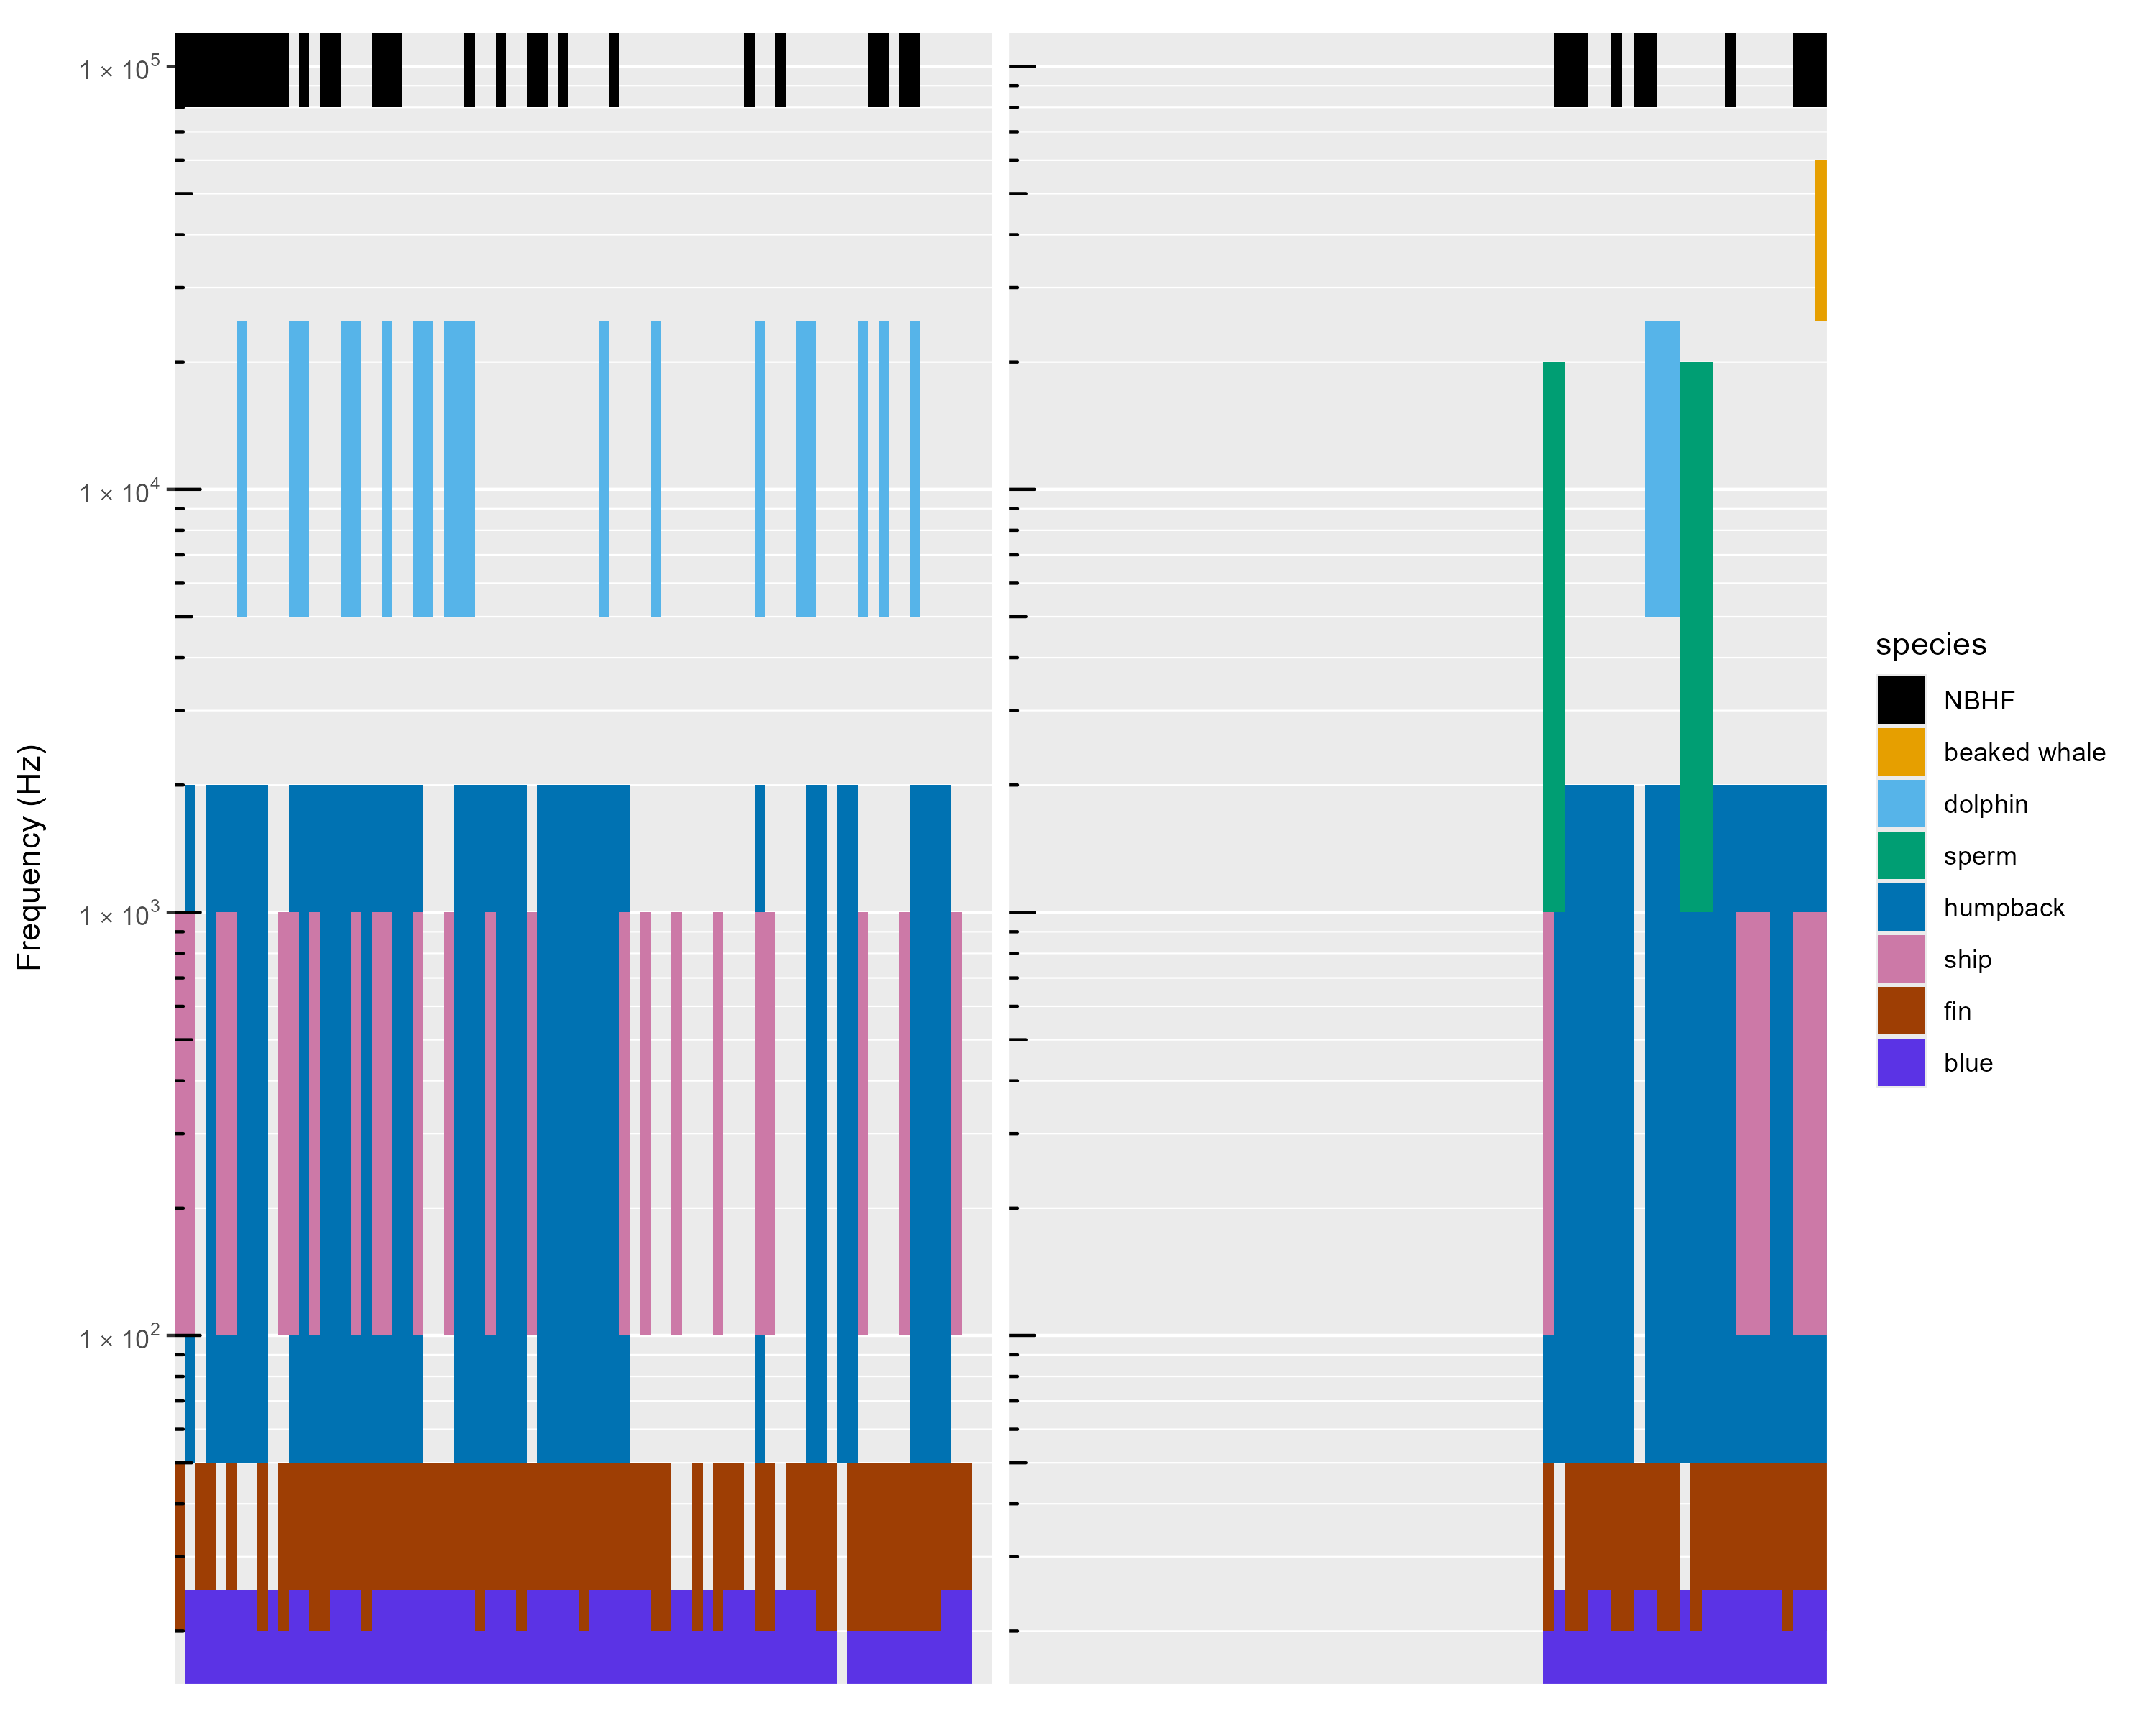 1 × 10⁵
1 × 10⁴
1 × 10³
1 × 10²
Frequency (Hz)
species
NBHF
beaked whale
dolphin
sperm
humpback
ship
fin
blue